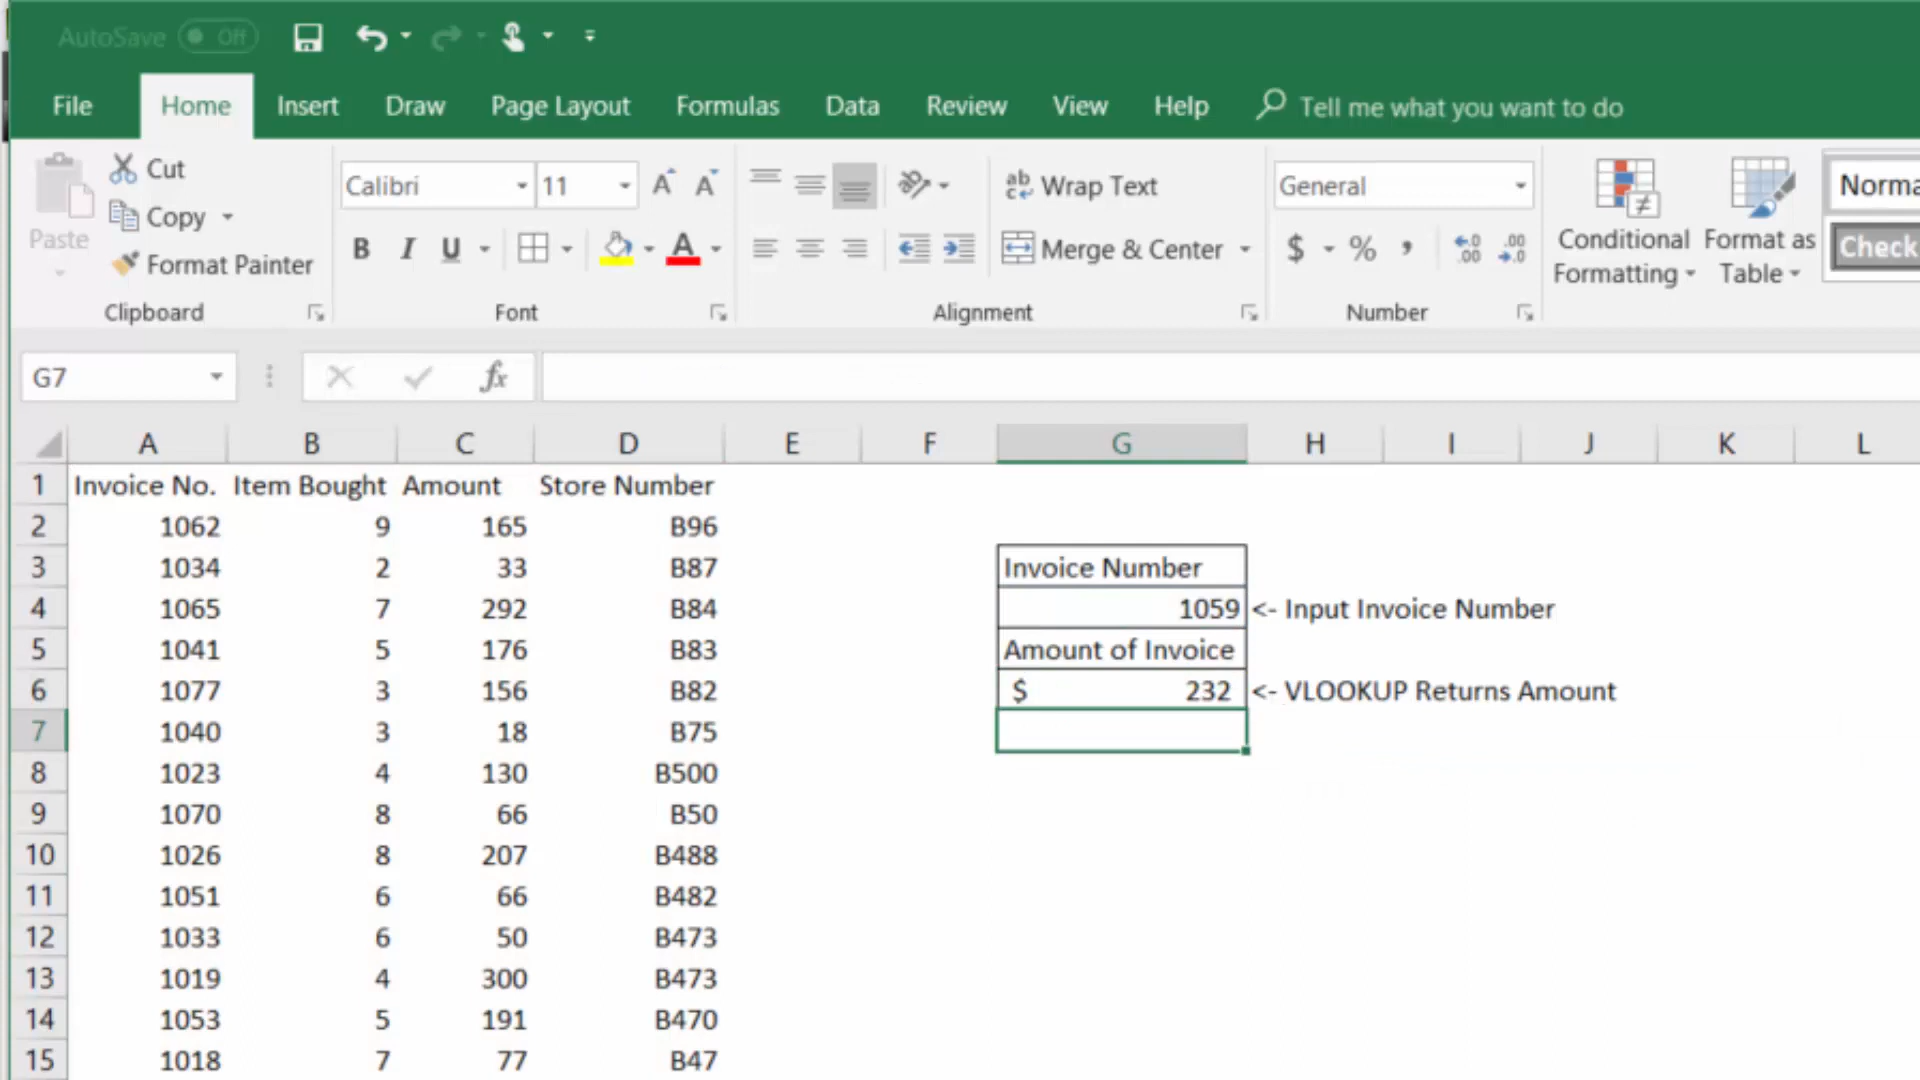 AutoSave Off
File Home Insert Draw Page Layout Formulas Data Review View Help Tell me what you want to do
Paste
Cut
Copy
Format Painter
Clipboard
Calibri 11
B I U
Font
Wrap Text
Merge & Center
Alignment
General
$ % ,
Number
Conditional Formatting
Format as Table
Check
G7 fx
A B C D E F G H I J K L
1 Invoice No. Item Bought Amount Store Number
2 1062 9 165 B96
3 1034 2 33 B87 Invoice Number
4 1065 7 292 B84 1059 <- Input Invoice Number
5 1041 5 176 B83 Amount of Invoice
6 1077 3 156 B82 $ 232 <- VLOOKUP Returns Amount
7 1040 3 18 B75
8 1023 4 130 B500
9 1070 8 66 B50
10 1026 8 207 B488
11 1051 6 66 B482
12 1033 6 50 B473
13 1019 4 300 B473
14 1053 5 191 B470
15 1018 7 77 B47